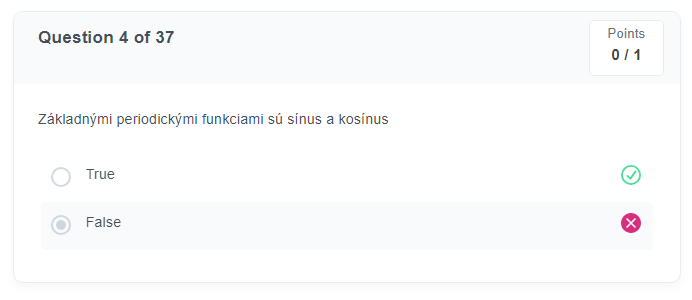 Question 4 of 37
Points
0 / 1
Základnými periodickými funkciami sú sínus a kosínus
True
False